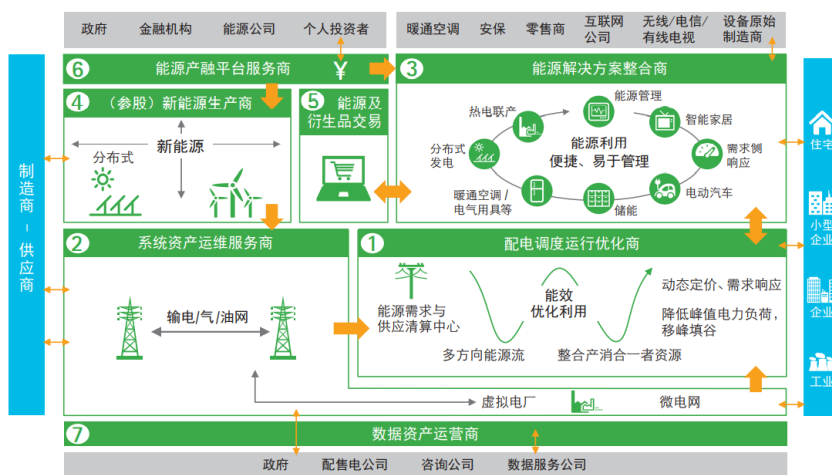 政府 金融机构 能源公司 个人投资者
暖通空调 安保 零售商 互联网公司 无线/电信/有线电视 设备原始制造商
制造商-供应商
6 能源产融平台服务商 ¥
4 (参股)新能源生产商
新能源
分布式
5 能源及
衍生品交易
3 能源解决方案整合商
能源管理
热电联产
智能家居
分布式
发电
能源利用
便捷、易于管理
需求侧
响应
暖通空调/
电气用具等
储能
电动汽车
住宅
小型
企业
企业
工业
2 系统资产运维服务商
输电/气/油网
1 配电调度运行优化商
能源需求与
供应清算中心
能效
优化利用
动态定价、需求响应
降低峰值电力负荷,
移峰填谷
多方向能源流
整合产消合一者资源
虚拟电厂
微电网
7 数据资产运营商
政府 配售电公司 咨询公司 数据服务公司